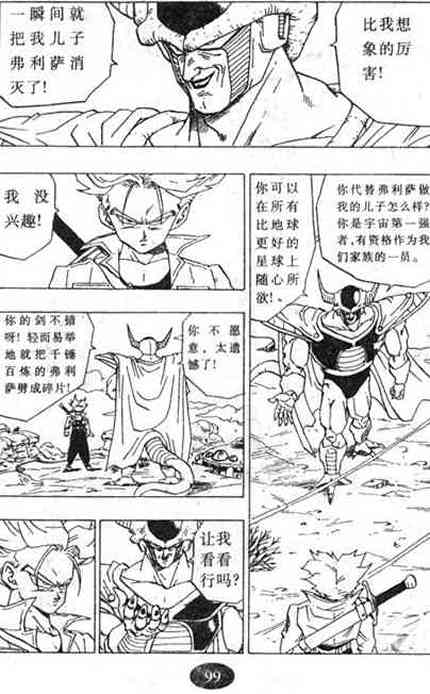 比我想
象的厉
害！
一瞬间就
把我儿子
弗利萨消
灭了！
你代替弗利萨做
我的儿子怎么样？
你是宇宙第一强
者，有资格作为我
们家族的一员。
你可以
在所有
比地球
更好的
星球上
随心所
欲！。
我没
兴趣！
你不愿
意，太遗
憾了！
你的剑不错
呀！轻而易举
地就把千锤
百炼的弗利
萨劈成碎片！
让我
看看
行吗？
99